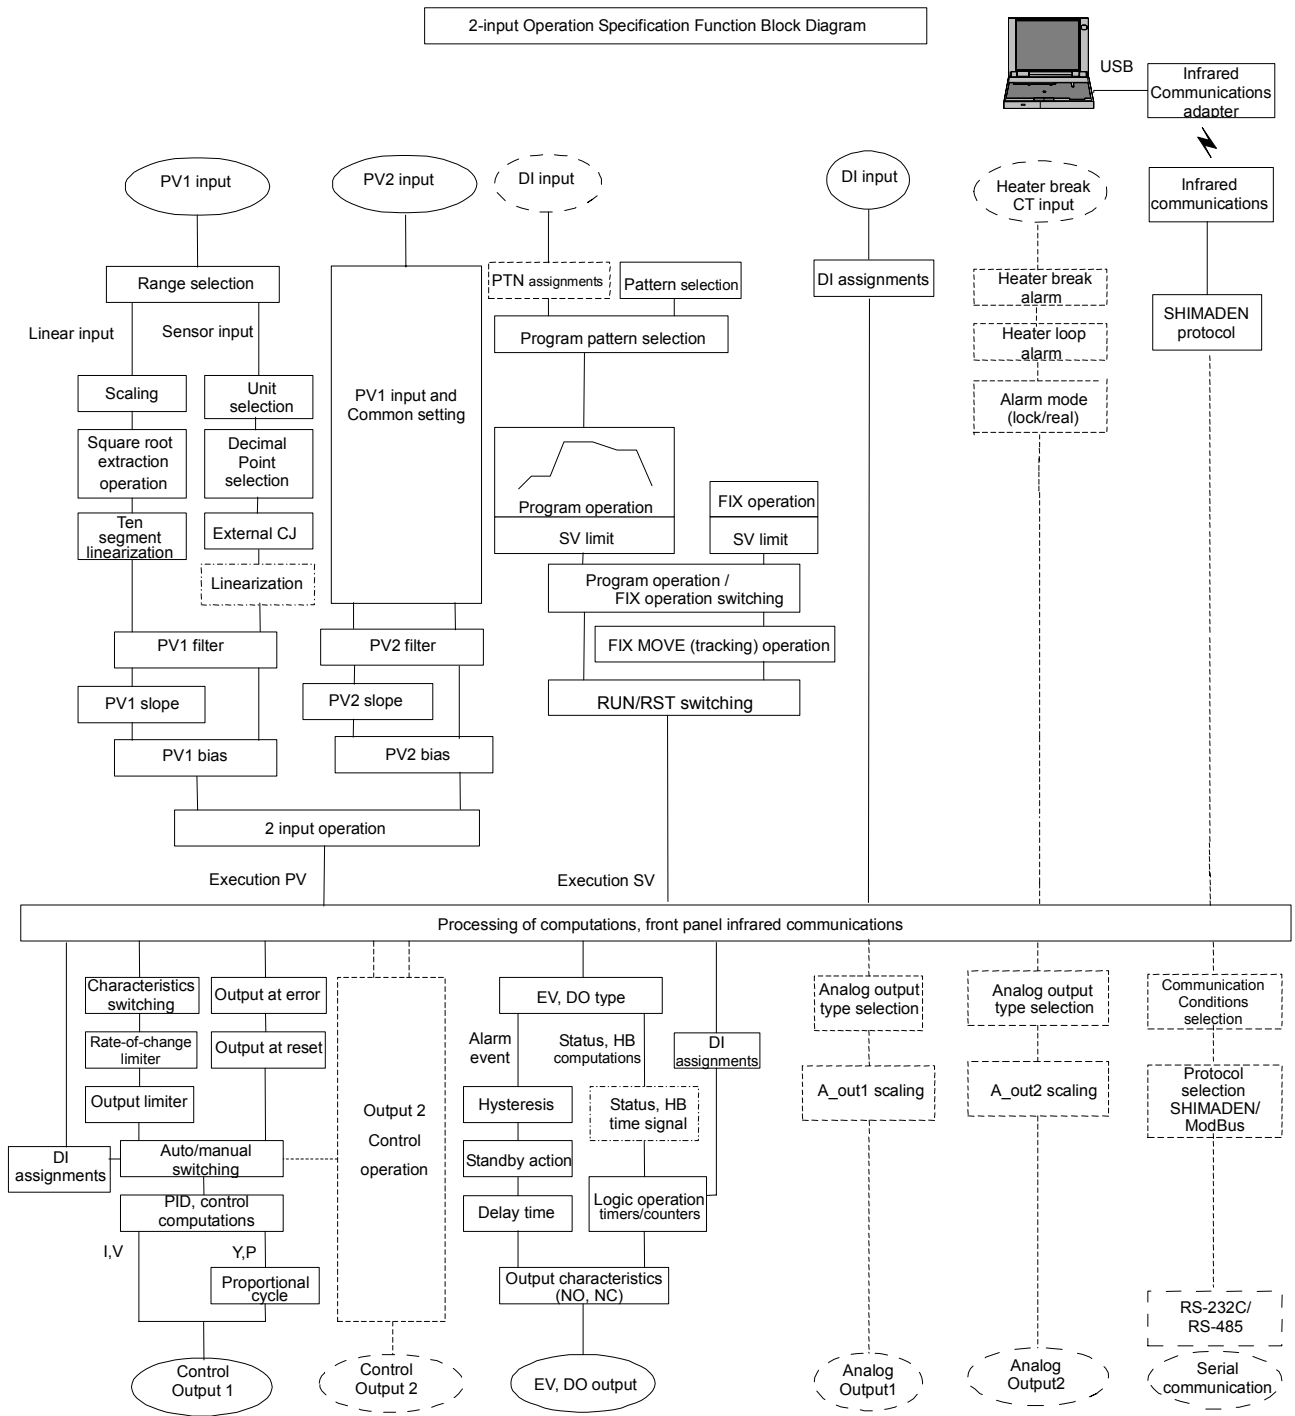 2-input Operation Specification Function Block Diagram
USB
Infrared
Communications
adapter
PV1 input
PV2 input
DI input
DI input
Heater break
CT input
Infrared
communications
Range selection
PTN assignments
Pattern selection
DI assignments
Heater break
alarm
Linear input
Sensor input
Program pattern selection
Heater loop
alarm
SHIMADEN
protocol
Scaling
Unit
selection
PV1 input and
Common setting
Alarm mode
(lock/real)
Square root
extraction
operation
Decimal
Point
selection
Program operation
FIX operation
Ten
segment
linearization
External CJ
SV limit
SV limit
Linearization
Program operation /
FIX operation switching
PV1 filter
PV2 filter
FIX MOVE (tracking) operation
PV1 slope
PV2 slope
RUN/RST switching
PV1 bias
PV2 bias
2 input operation
Execution PV
Execution SV
Processing of computations, front panel infrared communications
Characteristics
switching
Output at error
EV, DO type
Analog output
type selection
Analog output
type selection
Communication
Conditions
selection
Rate-of-change
limiter
Output at reset
Alarm
event
Status, HB
computations
DI
assignments
Output limiter
Output 2
Control
operation
Hysteresis
Status, HB
time signal
A_out1 scaling
A_out2 scaling
Protocol
selection
SHIMADEN/
ModBus
DI
assignments
Auto/manual
switching
Standby action
PID, control
computations
Delay time
Logic operation
timers/counters
I,V
Y,P
Proportional
cycle
Output characteristics
(NO, NC)
RS-232C/
RS-485
Control
Output 1
Control
Output 2
EV, DO output
Analog
Output1
Analog
Output2
Serial
communication